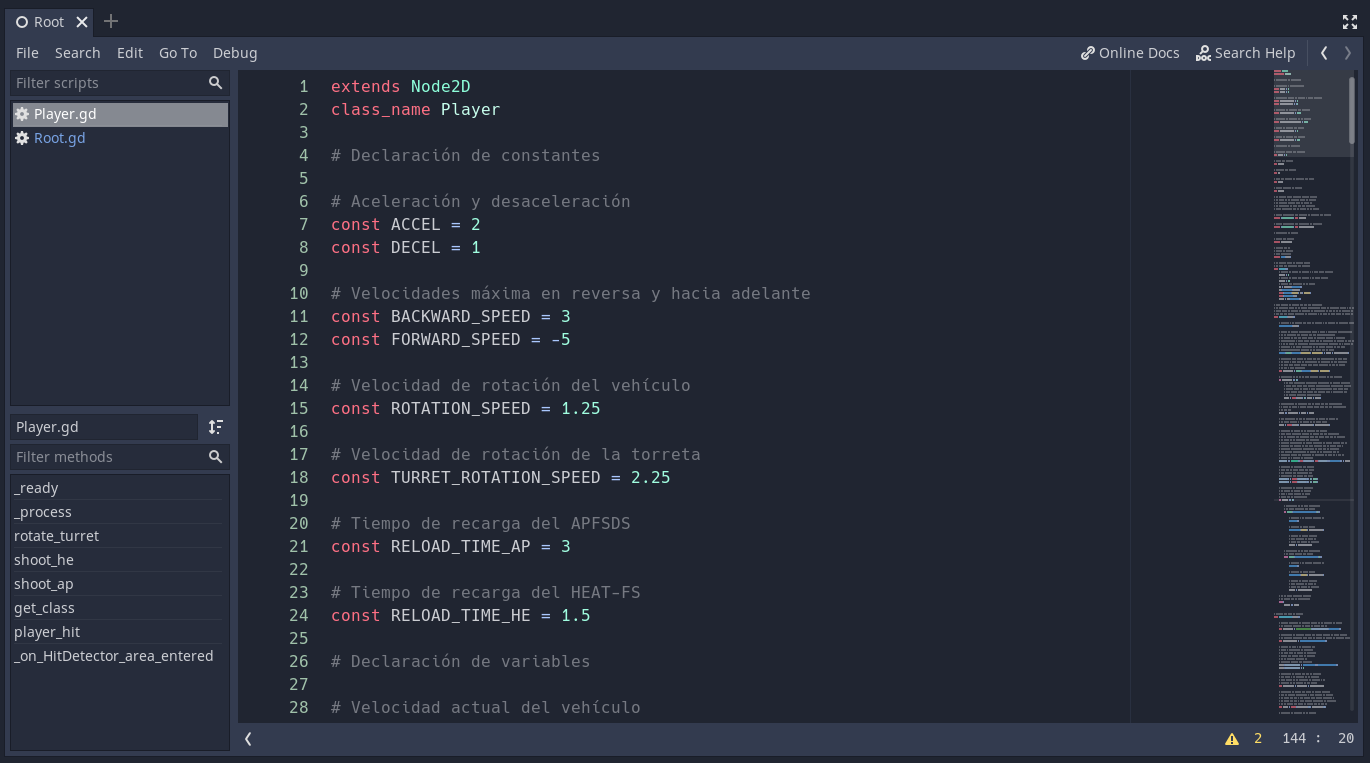 Root
File Search Edit Go To Debug Online Docs Search Help
Filter scripts
Player.gd
Root.gd
Player.gd
Filter methods
_ready
_process
rotate_turret
shoot_he
shoot_ap
get_class
player_hit
_on_HitDetector_area_entered
1 extends Node2D
2 class_name Player
3
4 # Declaración de constantes
5
6 # Aceleración y desaceleración
7 const ACCEL = 2
8 const DECEL = 1
9
10 # Velocidades máxima en reversa y hacia adelante
11 const BACKWARD_SPEED = 3
12 const FORWARD_SPEED = -5
13
14 # Velocidad de rotación del vehículo
15 const ROTATION_SPEED = 1.25
16
17 # Velocidad de rotación de la torreta
18 const TURRET_ROTATION_SPEED = 2.25
19
20 # Tiempo de recarga del APFSDS
21 const RELOAD_TIME_AP = 3
22
23 # Tiempo de recarga del HEAT-FS
24 const RELOAD_TIME_HE = 1.5
25
26 # Declaración de variables
27
28 # Velocidad actual del vehículo
2 144 : 20